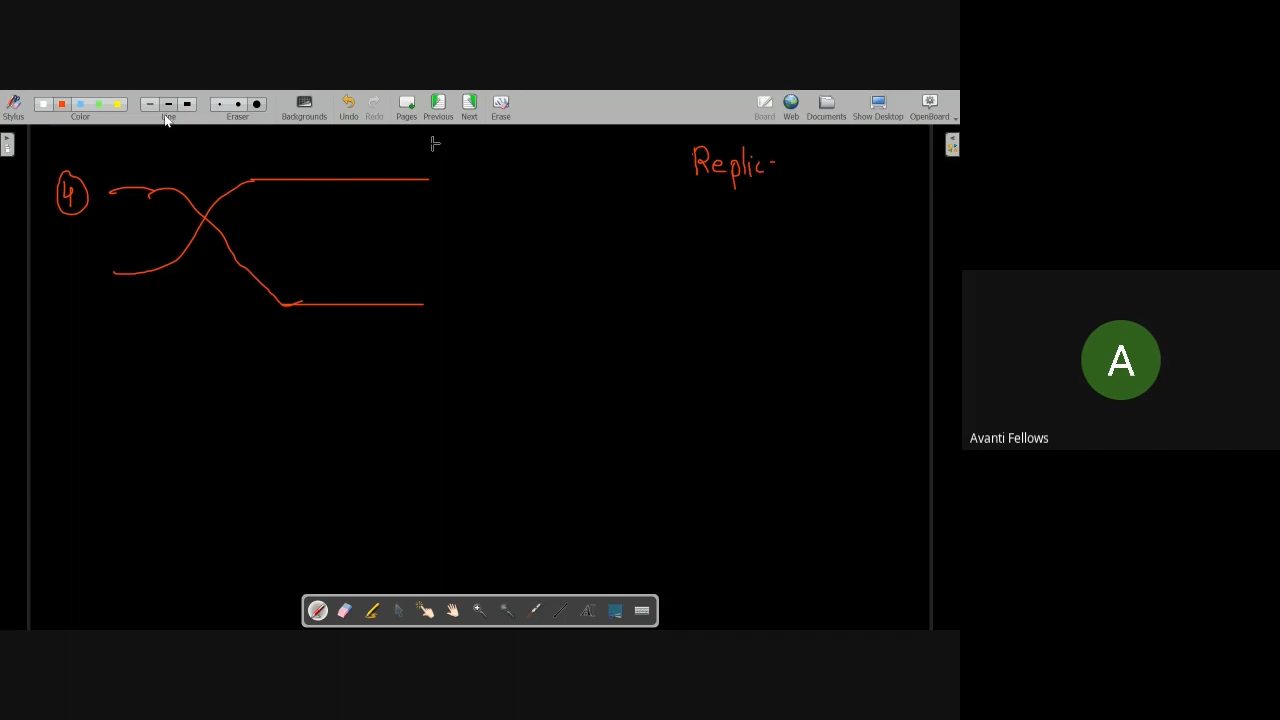 Stylus Color Line Eraser Backgrounds Undo Redo Pages Previous Next Erase Board Web Documents Show Desktop OpenBoard
4
Replic-
A
Avanti Fellows